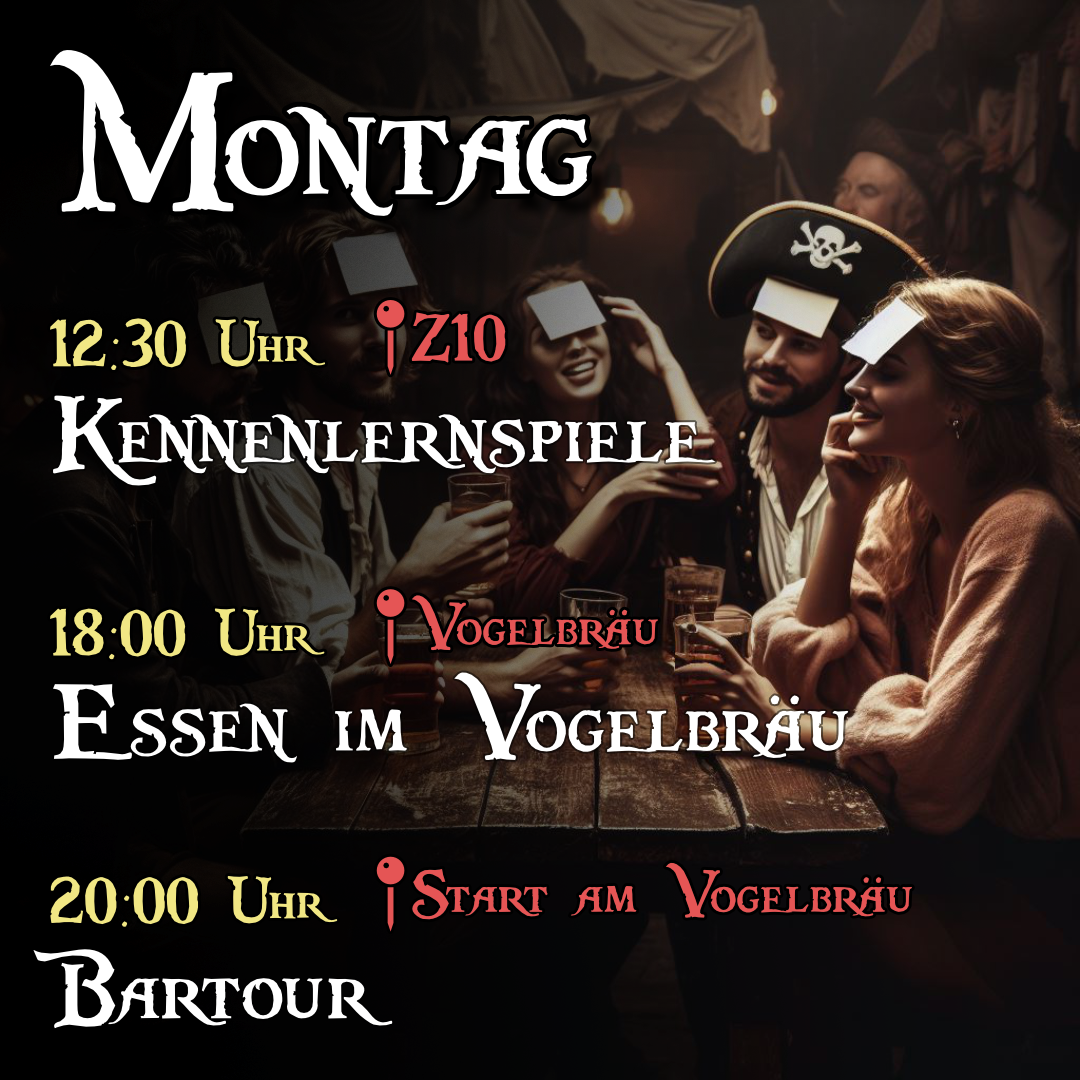 Montag
12:30 Uhr Z10
Kennenlernspiele
18:00 Uhr Vogelbräu
Essen im Vogelbräu
20:00 Uhr Start am Vogelbräu
Bartour